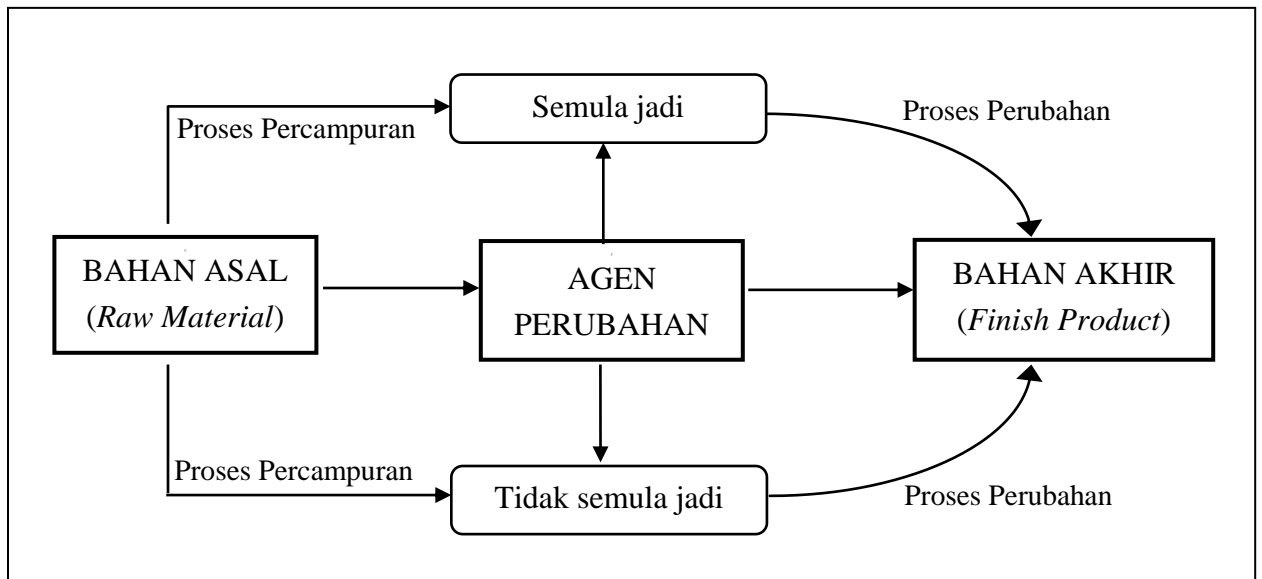 Semula jadi
Proses Perubahan
Proses Percampuran
BAHAN ASAL
(Raw Material)
AGEN
PERUBAHAN
BAHAN AKHIR
(Finish Product)
Proses Percampuran
Tidak semula jadi
Proses Perubahan